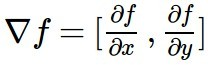 ∇f = [∂f/∂x , ∂f/∂y]